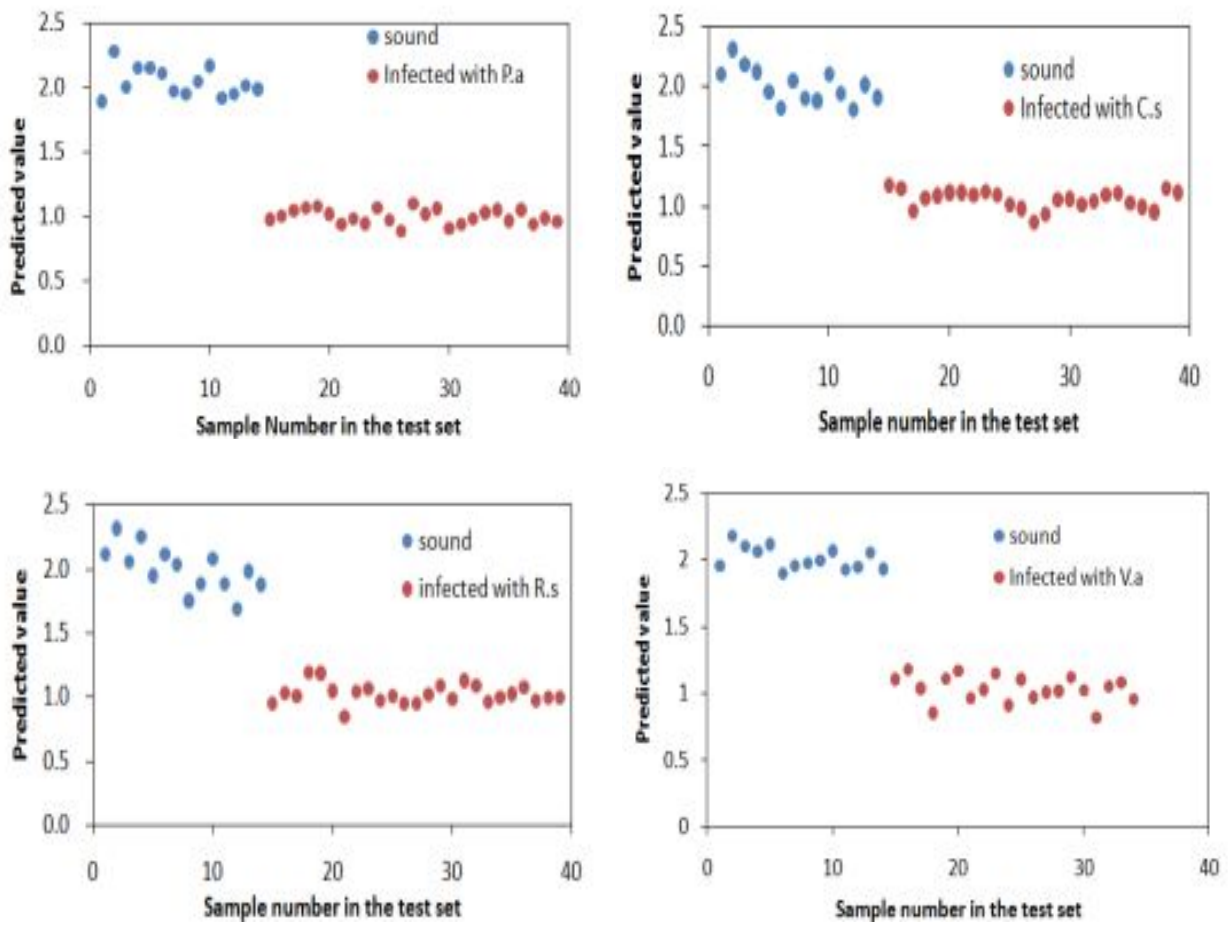 2.5
2.0
1.5
1.0
0.5
0.0
Predicted value
sound
Infected with P.a
0 10 20 30 40
Sample Number in the test set
2.5
2.0
1.5
1.0
0.5
0.0
Predicted value
sound
Infected with C.s
0 10 20 30 40
Sample number in the test set
2.5
2.0
1.5
1.0
0.5
0.0
Predicted value
sound
infected with R.s
0 10 20 30 40
Sample number in the test set
2.5
2
1.5
1
0.5
0
Predicted value
sound
Infected with V.a
0 10 20 30 40
Sample number in the test set